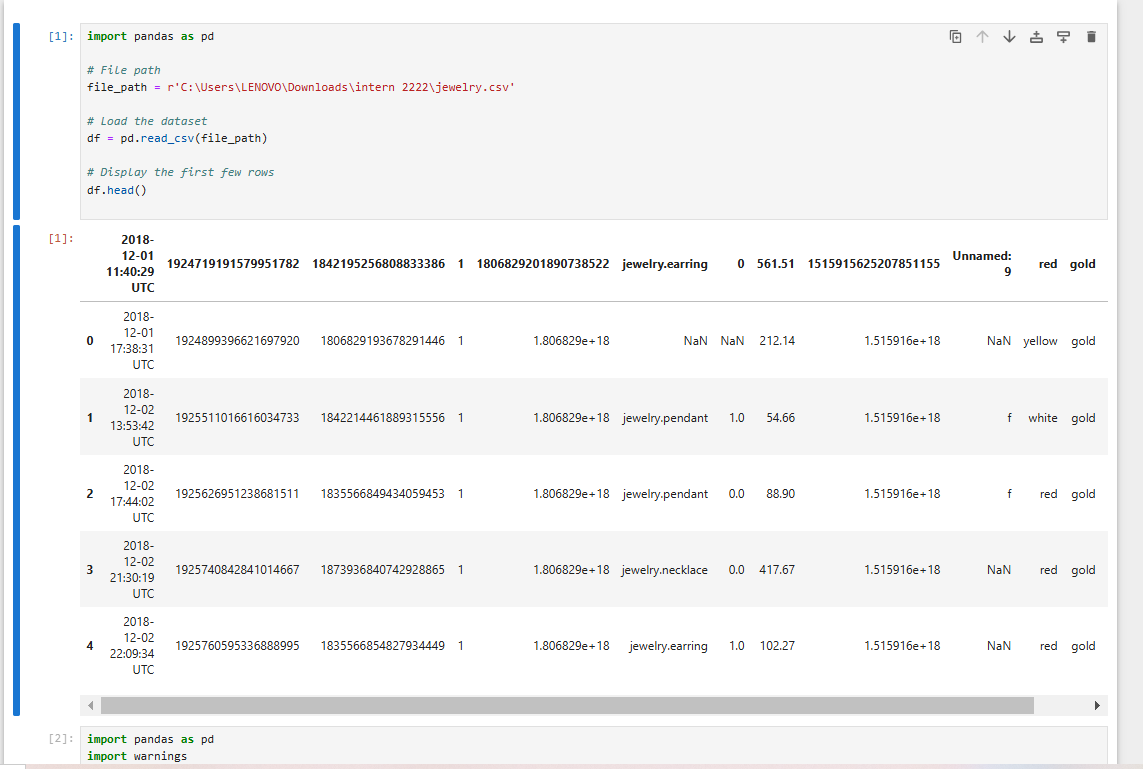 [1]: import pandas as pd
# File path
file_path = r'C:\Users\LENOVO\Downloads\intern 2222\jewelry.csv'
# Load the dataset
df = pd.read_csv(file_path)
# Display the first few rows
df.head()
[1]: 2018-12-01 11:40:29 UTC 1924719191579951782 1842195256808833386 1 1806829201890738522 jewelry.earring 0 561.51 1515915625207851155 Unnamed: 9 red gold
0 2018-12-01 17:38:31 UTC 1924899396621697920 1806829193678291446 1 1.806829e+18 NaN NaN 212.14 1.515916e+18 NaN yellow gold
1 2018-12-02 13:53:42 UTC 1925511016616034733 1842214461889315556 1 1.806829e+18 jewelry.pendant 1.0 54.66 1.515916e+18 f white gold
2 2018-12-02 17:44:02 UTC 1925626951238681511 1835566849434059453 1 1.806829e+18 jewelry.pendant 0.0 88.90 1.515916e+18 f red gold
3 2018-12-02 21:30:19 UTC 1925740842841014667 1873936840742928865 1 1.806829e+18 jewelry.necklace 0.0 417.67 1.515916e+18 NaN red gold
4 2018-12-02 22:09:34 UTC 1925760595336888995 1835566854827934449 1 1.806829e+18 jewelry.earring 1.0 102.27 1.515916e+18 NaN red gold
[2]: import pandas as pd
import warnings